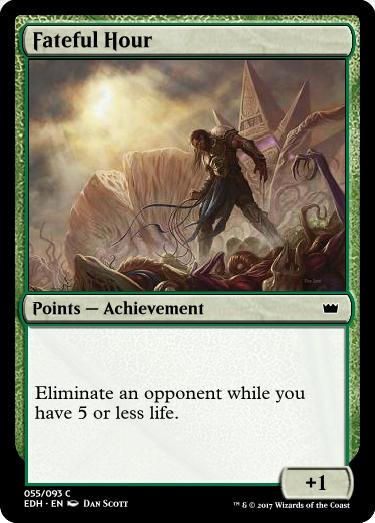 Fateful Hour
Points — Achievement
Eliminate an opponent while you
have 5 or less life.
+1
055/093 C
EDH • EN Dan Scott
™ & © 2017 Wizards of the Coast